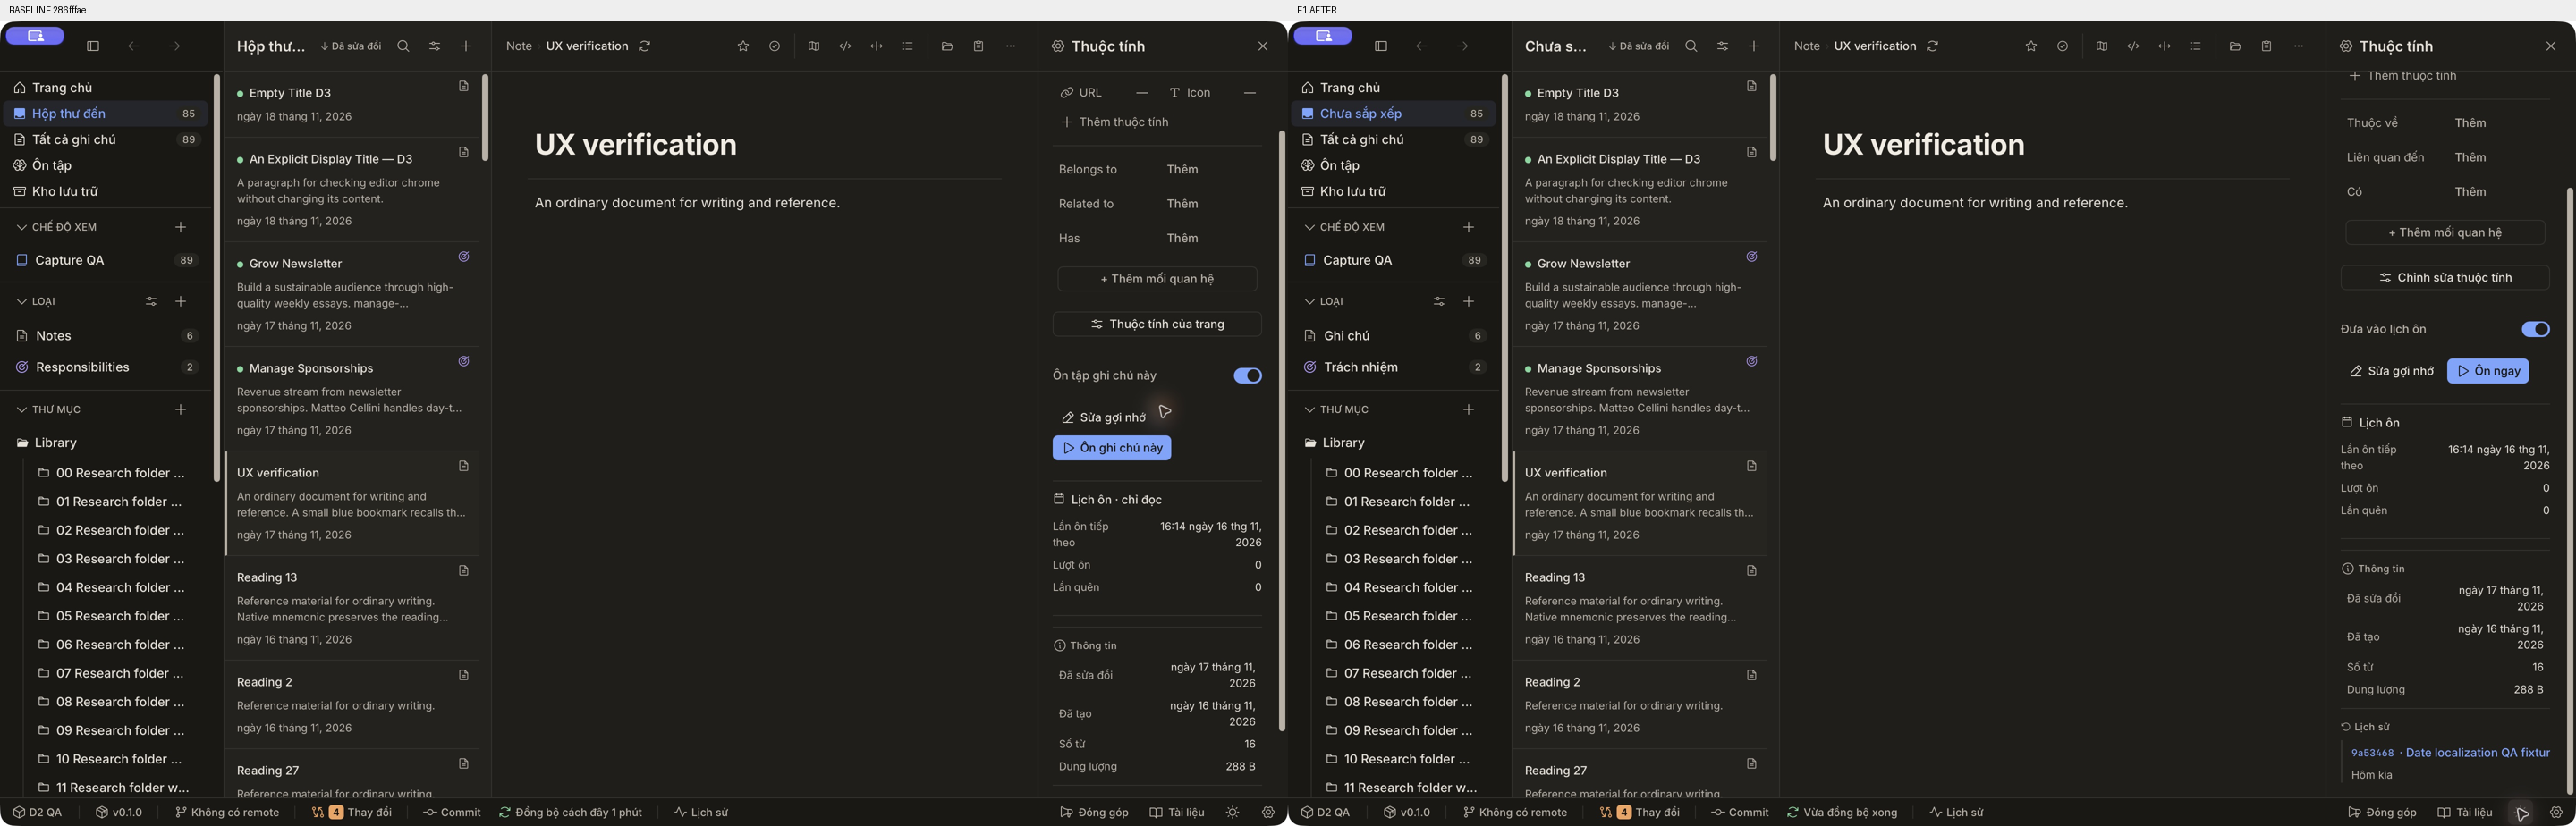 BASELINE 286fffae
Hộp thư...
Đã sửa đổi
Note
UX verification
Thuộc tính
Trang chủ
Hộp thư đến
85
Tất cả ghi chú
89
Ôn tập
Kho lưu trữ
CHẾ ĐỘ XEM
Capture QA
89
LOẠI
Notes
6
Responsibilities
2
THƯ MỤC
Library
00 Research folder ...
01 Research folder ...
02 Research folder ...
03 Research folder ...
04 Research folder ...
05 Research folder ...
06 Research folder ...
07 Research folder ...
08 Research folder ...
09 Research folder ...
10 Research folder ...
11 Research folder w...
Empty Title D3
ngày 18 tháng 11, 2026
An Explicit Display Title — D3
A paragraph for checking editor chrome
without changing its content.
ngày 18 tháng 11, 2026
Grow Newsletter
Build a sustainable audience through high-
quality weekly essays. manage-...
ngày 17 tháng 11, 2026
Manage Sponsorships
Revenue stream from newsletter
sponsorships. Matteo Cellini handles day-t...
ngày 17 tháng 11, 2026
UX verification
An ordinary document for writing and
reference. A small blue bookmark recalls th...
ngày 17 tháng 11, 2026
Reading 13
Reference material for ordinary writing.
Native mnemonic preserves the reading...
ngày 16 tháng 11, 2026
Reading 2
Reference material for ordinary writing.
ngày 16 tháng 11, 2026
Reading 27
Reference material for ordinary writing.
UX verification
An ordinary document for writing and reference.
URL — Icon —
Thêm thuộc tính
Belongs to Thêm
Related to Thêm
Has Thêm
+ Thêm mối quan hệ
Thuộc tính của trang
Ôn tập ghi chú này
Sửa gợi nhớ
Ôn ghi chú này
Lịch ôn · chỉ đọc
Lần ôn tiếp theo 16:14 ngày 16 thg 11, 2026
Lượt ôn 0
Lần quên 0
Thông tin
Đã sửa đổi ngày 17 tháng 11, 2026
Đã tạo ngày 16 tháng 11, 2026
Số từ 16
Dung lượng 288 B
D2 QA
v0.1.0
Không có remote
4 Thay đổi
Commit
Đồng bộ cách đây 1 phút
Lịch sử
Đóng góp
Tài liệu
E1 AFTER
Chưa s...
Đã sửa đổi
Note
UX verification
Thuộc tính
Trang chủ
Chưa sắp xếp
85
Tất cả ghi chú
89
Ôn tập
Kho lưu trữ
CHẾ ĐỘ XEM
Capture QA
89
LOẠI
Ghi chú
6
Trách nhiệm
2
THƯ MỤC
Library
00 Research folder ...
01 Research folder ...
02 Research folder ...
03 Research folder ...
04 Research folder ...
05 Research folder ...
06 Research folder ...
07 Research folder ...
08 Research folder ...
09 Research folder ...
10 Research folder ...
11 Research folder w...
Empty Title D3
ngày 18 tháng 11, 2026
An Explicit Display Title — D3
A paragraph for checking editor chrome
without changing its content.
ngày 18 tháng 11, 2026
Grow Newsletter
Build a sustainable audience through high-
quality weekly essays. manage-...
ngày 17 tháng 11, 2026
Manage Sponsorships
Revenue stream from newsletter
sponsorships. Matteo Cellini handles day-t...
ngày 17 tháng 11, 2026
UX verification
An ordinary document for writing and
reference. A small blue bookmark recalls th...
ngày 17 tháng 11, 2026
Reading 13
Reference material for ordinary writing.
Native mnemonic preserves the reading...
ngày 16 tháng 11, 2026
Reading 2
Reference material for ordinary writing.
ngày 16 tháng 11, 2026
Reading 27
Reference material for ordinary writing.
UX verification
An ordinary document for writing and reference.
Thêm thuộc tính
Thuộc về Thêm
Liên quan đến Thêm
Có Thêm
+ Thêm mối quan hệ
Chỉnh sửa thuộc tính
Đưa vào lịch ôn
Sửa gợi nhớ
Ôn ngay
Lịch ôn
Lần ôn tiếp theo 16:14 ngày 16 thg 11, 2026
Lượt ôn 0
Lần quên 0
Thông tin
Đã sửa đổi ngày 17 tháng 11, 2026
Đã tạo ngày 16 tháng 11, 2026
Số từ 16
Dung lượng 288 B
Lịch sử
9a53468 · Date localization QA fixtur
Hôm kia
D2 QA
v0.1.0
Không có remote
4 Thay đổi
Commit
Vừa đồng bộ xong
Lịch sử
Đóng góp
Tài liệu